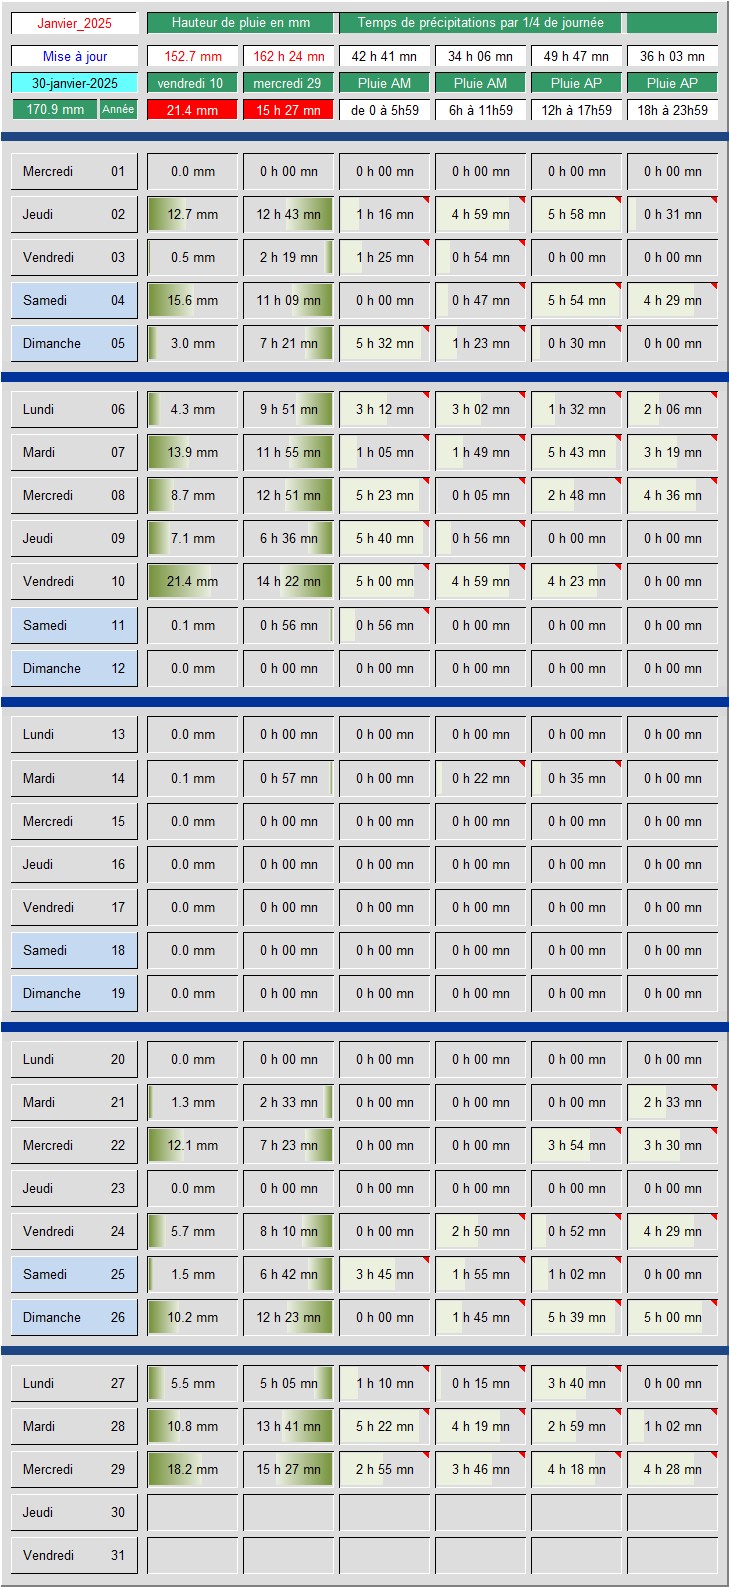 Janvier_2025 Hauteur de pluie en mm Temps de précipitations par 1/4 de journée
Mise à jour 152.7 mm 162 h 24 mn 42 h 41 mn 34 h 06 mn 49 h 47 mn 36 h 03 mn
30-janvier-2025 vendredi 10 mercredi 29 Pluie AM Pluie AM Pluie AP Pluie AP
170.9 mm Année 21.4 mm 15 h 27 mn de 0 à 5h59 6h à 11h59 12h à 17h59 18h à 23h59
Mercredi 01 0.0 mm 0 h 00 mn 0 h 00 mn 0 h 00 mn 0 h 00 mn 0 h 00 mn
Jeudi 02 12.7 mm 12 h 43 mn 1 h 16 mn 4 h 59 mn 5 h 58 mn 0 h 31 mn
Vendredi 03 0.5 mm 2 h 19 mn 1 h 25 mn 0 h 54 mn 0 h 00 mn 0 h 00 mn
Samedi 04 15.6 mm 11 h 09 mn 0 h 00 mn 0 h 47 mn 5 h 54 mn 4 h 29 mn
Dimanche 05 3.0 mm 7 h 21 mn 5 h 32 mn 1 h 23 mn 0 h 30 mn 0 h 00 mn
Lundi 06 4.3 mm 9 h 51 mn 3 h 12 mn 3 h 02 mn 1 h 32 mn 2 h 06 mn
Mardi 07 13.9 mm 11 h 55 mn 1 h 05 mn 1 h 49 mn 5 h 43 mn 3 h 19 mn
Mercredi 08 8.7 mm 12 h 51 mn 5 h 23 mn 0 h 05 mn 2 h 48 mn 4 h 36 mn
Jeudi 09 7.1 mm 6 h 36 mn 5 h 40 mn 0 h 56 mn 0 h 00 mn 0 h 00 mn
Vendredi 10 21.4 mm 14 h 22 mn 5 h 00 mn 4 h 59 mn 4 h 23 mn 0 h 00 mn
Samedi 11 0.1 mm 0 h 56 mn 0 h 56 mn 0 h 00 mn 0 h 00 mn 0 h 00 mn
Dimanche 12 0.0 mm 0 h 00 mn 0 h 00 mn 0 h 00 mn 0 h 00 mn 0 h 00 mn
Lundi 13 0.0 mm 0 h 00 mn 0 h 00 mn 0 h 00 mn 0 h 00 mn 0 h 00 mn
Mardi 14 0.1 mm 0 h 57 mn 0 h 00 mn 0 h 22 mn 0 h 35 mn 0 h 00 mn
Mercredi 15 0.0 mm 0 h 00 mn 0 h 00 mn 0 h 00 mn 0 h 00 mn 0 h 00 mn
Jeudi 16 0.0 mm 0 h 00 mn 0 h 00 mn 0 h 00 mn 0 h 00 mn 0 h 00 mn
Vendredi 17 0.0 mm 0 h 00 mn 0 h 00 mn 0 h 00 mn 0 h 00 mn 0 h 00 mn
Samedi 18 0.0 mm 0 h 00 mn 0 h 00 mn 0 h 00 mn 0 h 00 mn 0 h 00 mn
Dimanche 19 0.0 mm 0 h 00 mn 0 h 00 mn 0 h 00 mn 0 h 00 mn 0 h 00 mn
Lundi 20 0.0 mm 0 h 00 mn 0 h 00 mn 0 h 00 mn 0 h 00 mn 0 h 00 mn
Mardi 21 1.3 mm 2 h 33 mn 0 h 00 mn 0 h 00 mn 0 h 00 mn 2 h 33 mn
Mercredi 22 12.1 mm 7 h 23 mn 0 h 00 mn 0 h 00 mn 3 h 54 mn 3 h 30 mn
Jeudi 23 0.0 mm 0 h 00 mn 0 h 00 mn 0 h 00 mn 0 h 00 mn 0 h 00 mn
Vendredi 24 5.7 mm 8 h 10 mn 0 h 00 mn 2 h 50 mn 0 h 52 mn 4 h 29 mn
Samedi 25 1.5 mm 6 h 42 mn 3 h 45 mn 1 h 55 mn 1 h 02 mn 0 h 00 mn
Dimanche 26 10.2 mm 12 h 23 mn 0 h 00 mn 1 h 45 mn 5 h 39 mn 5 h 00 mn
Lundi 27 5.5 mm 5 h 05 mn 1 h 10 mn 0 h 15 mn 3 h 40 mn 0 h 00 mn
Mardi 28 10.8 mm 13 h 41 mn 5 h 22 mn 4 h 19 mn 2 h 59 mn 1 h 02 mn
Mercredi 29 18.2 mm 15 h 27 mn 2 h 55 mn 3 h 46 mn 4 h 18 mn 4 h 28 mn
Jeudi 30
Vendredi 31